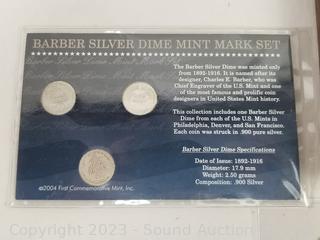 BARBER SILVER DIME MINT MARK SET
The Barber Silver Dime was minted only
from 1892-1916. It is named after its
designer, Charles E. Barber, who was
Chief Engraver of the U.S. Mint and one
of the most famous and prolific coin
designers in United States Mint history.
This collection includes one Barber Silver
Dime from each of the U.S. Mints in
Philadelphia, Denver, and San Francisco.
Each coin was struck in .900 pure silver.
Barber Silver Dime Specifications
Date of Issue: 1892-1916
Diameter: 17.9 mm
Weight: 2.50 grams
Composition: .900 Silver
©2004 First Commemorative Mint, Inc.
Copyright 2023 - Sound Auction